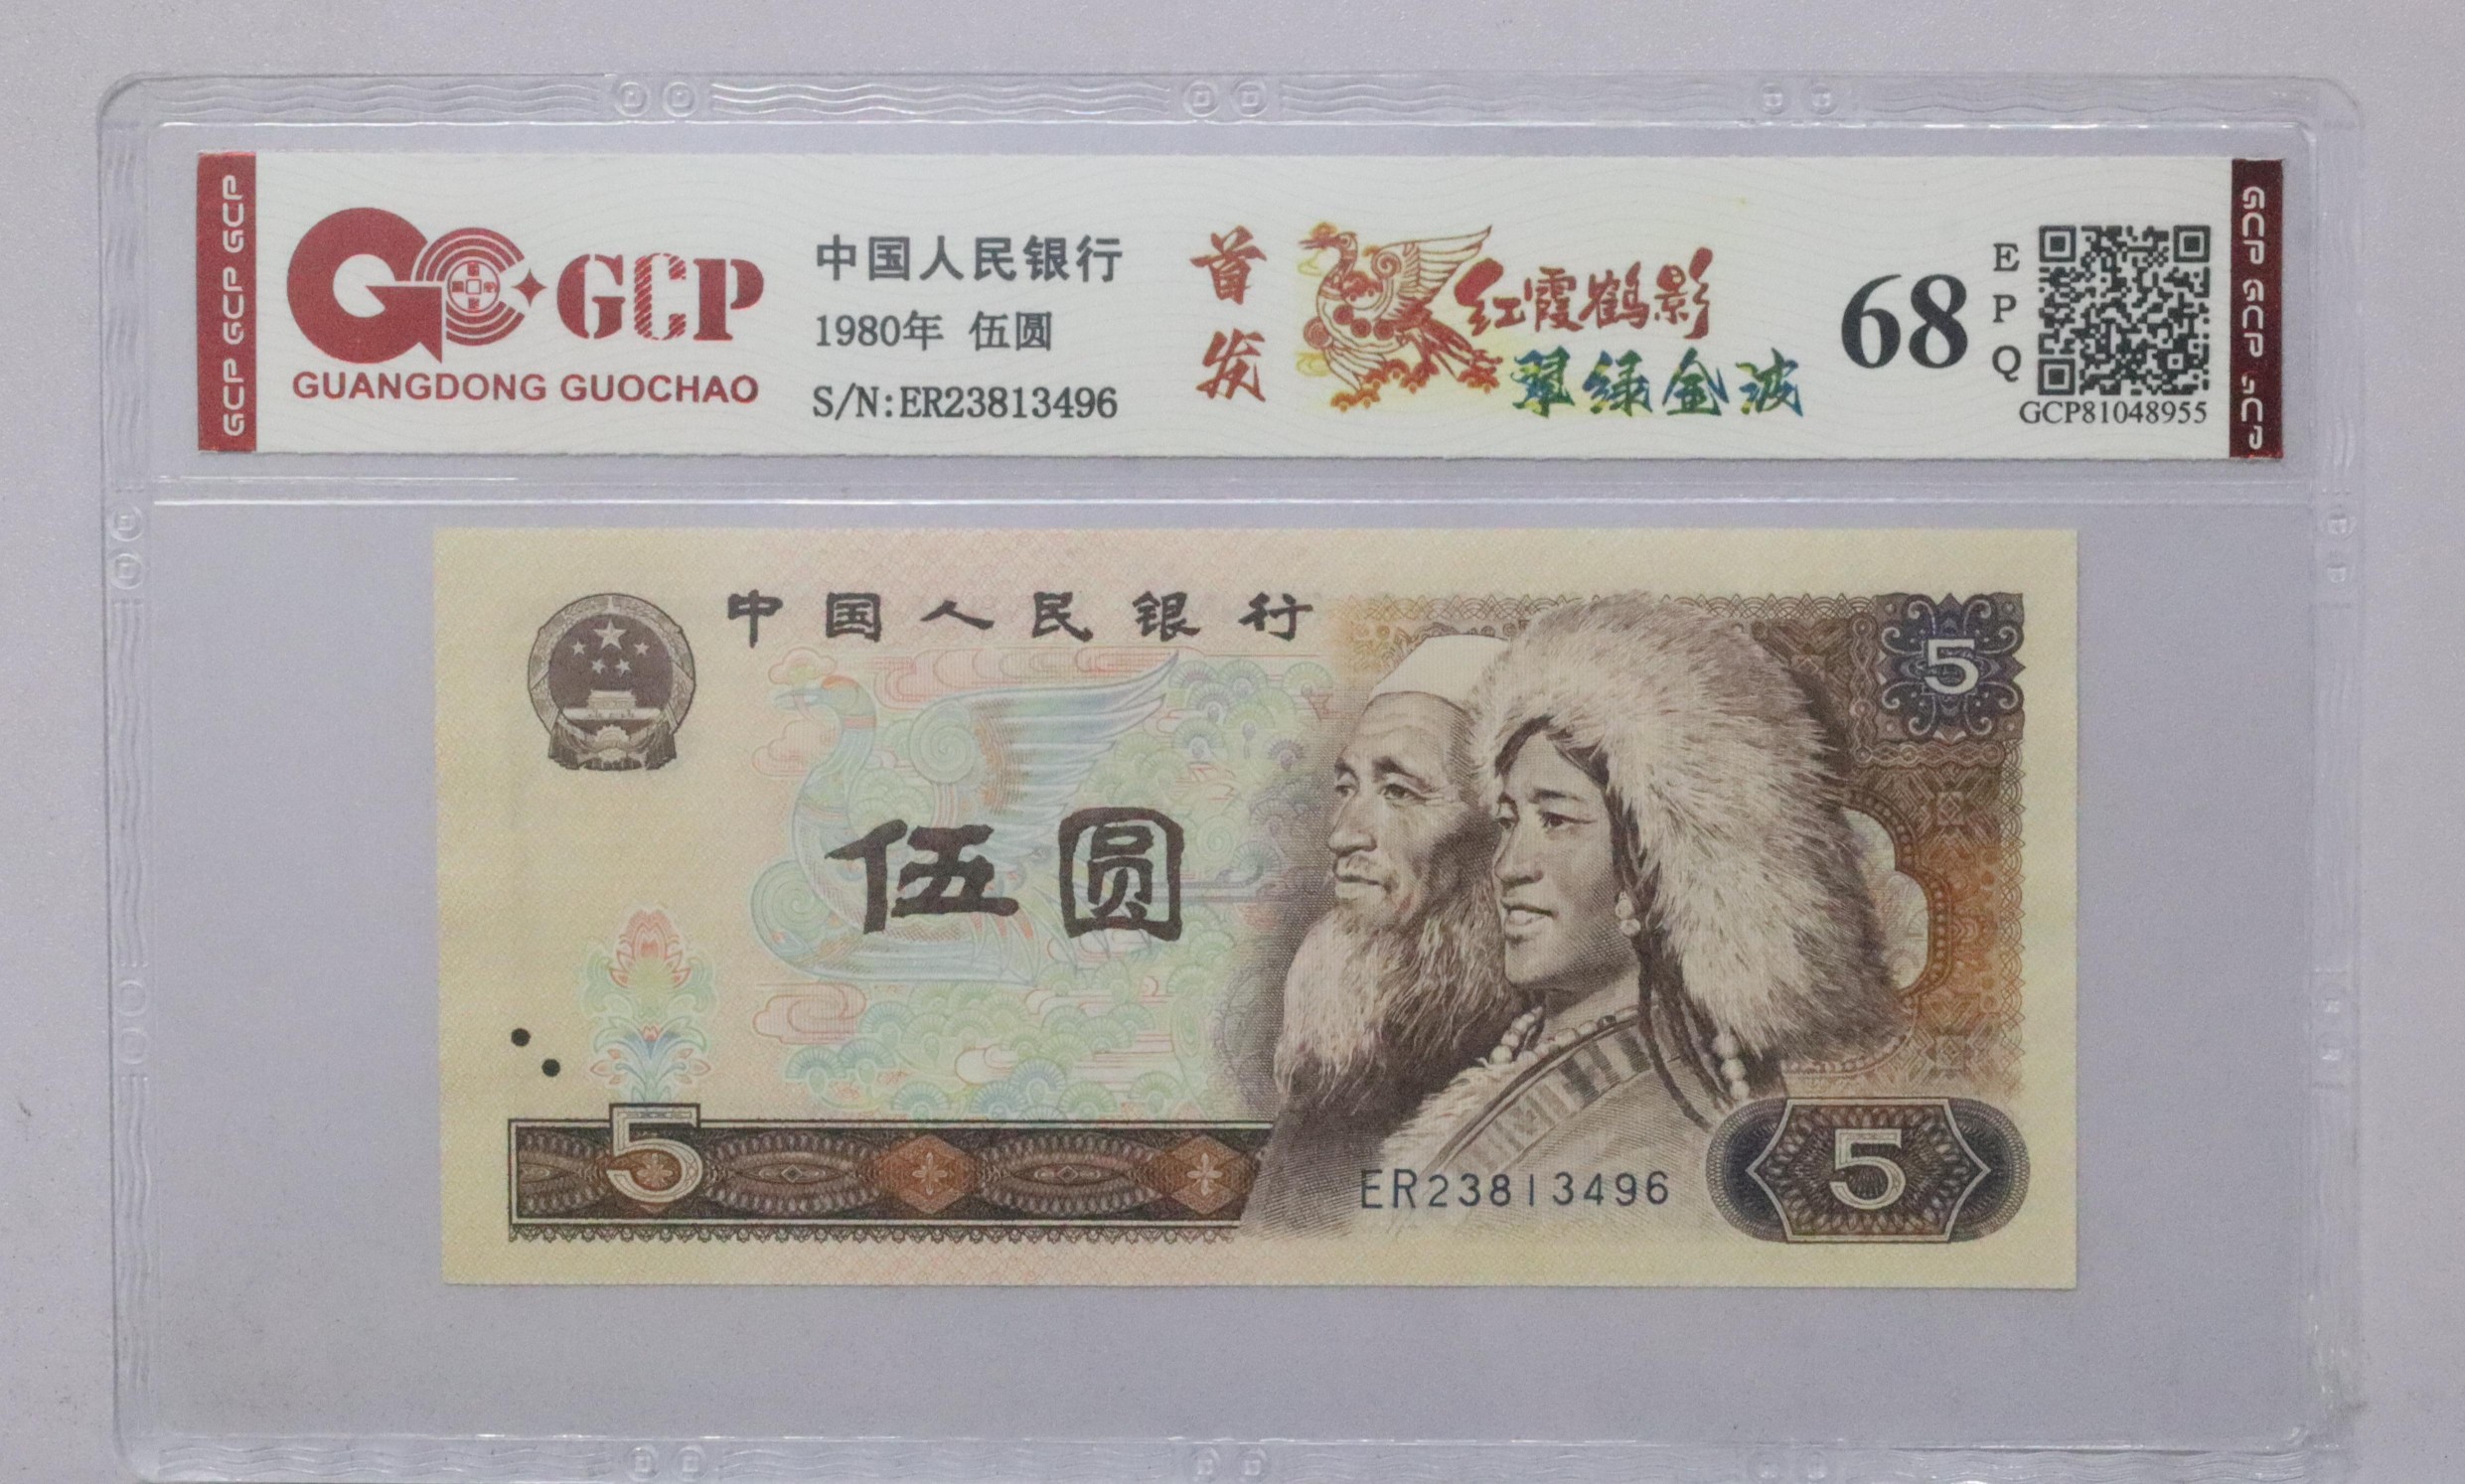 GCP GCP GCP
GCP
GUANGDONG GUOCHAO
中国人民银行
1980年 伍圆
S/N:ER23813496
首发
红霞鹤影
翠绿金波
68
EPQ
GCP81048955
GCP GCP GCP
中国人民银行
5
伍圆
5
ER23813496
5